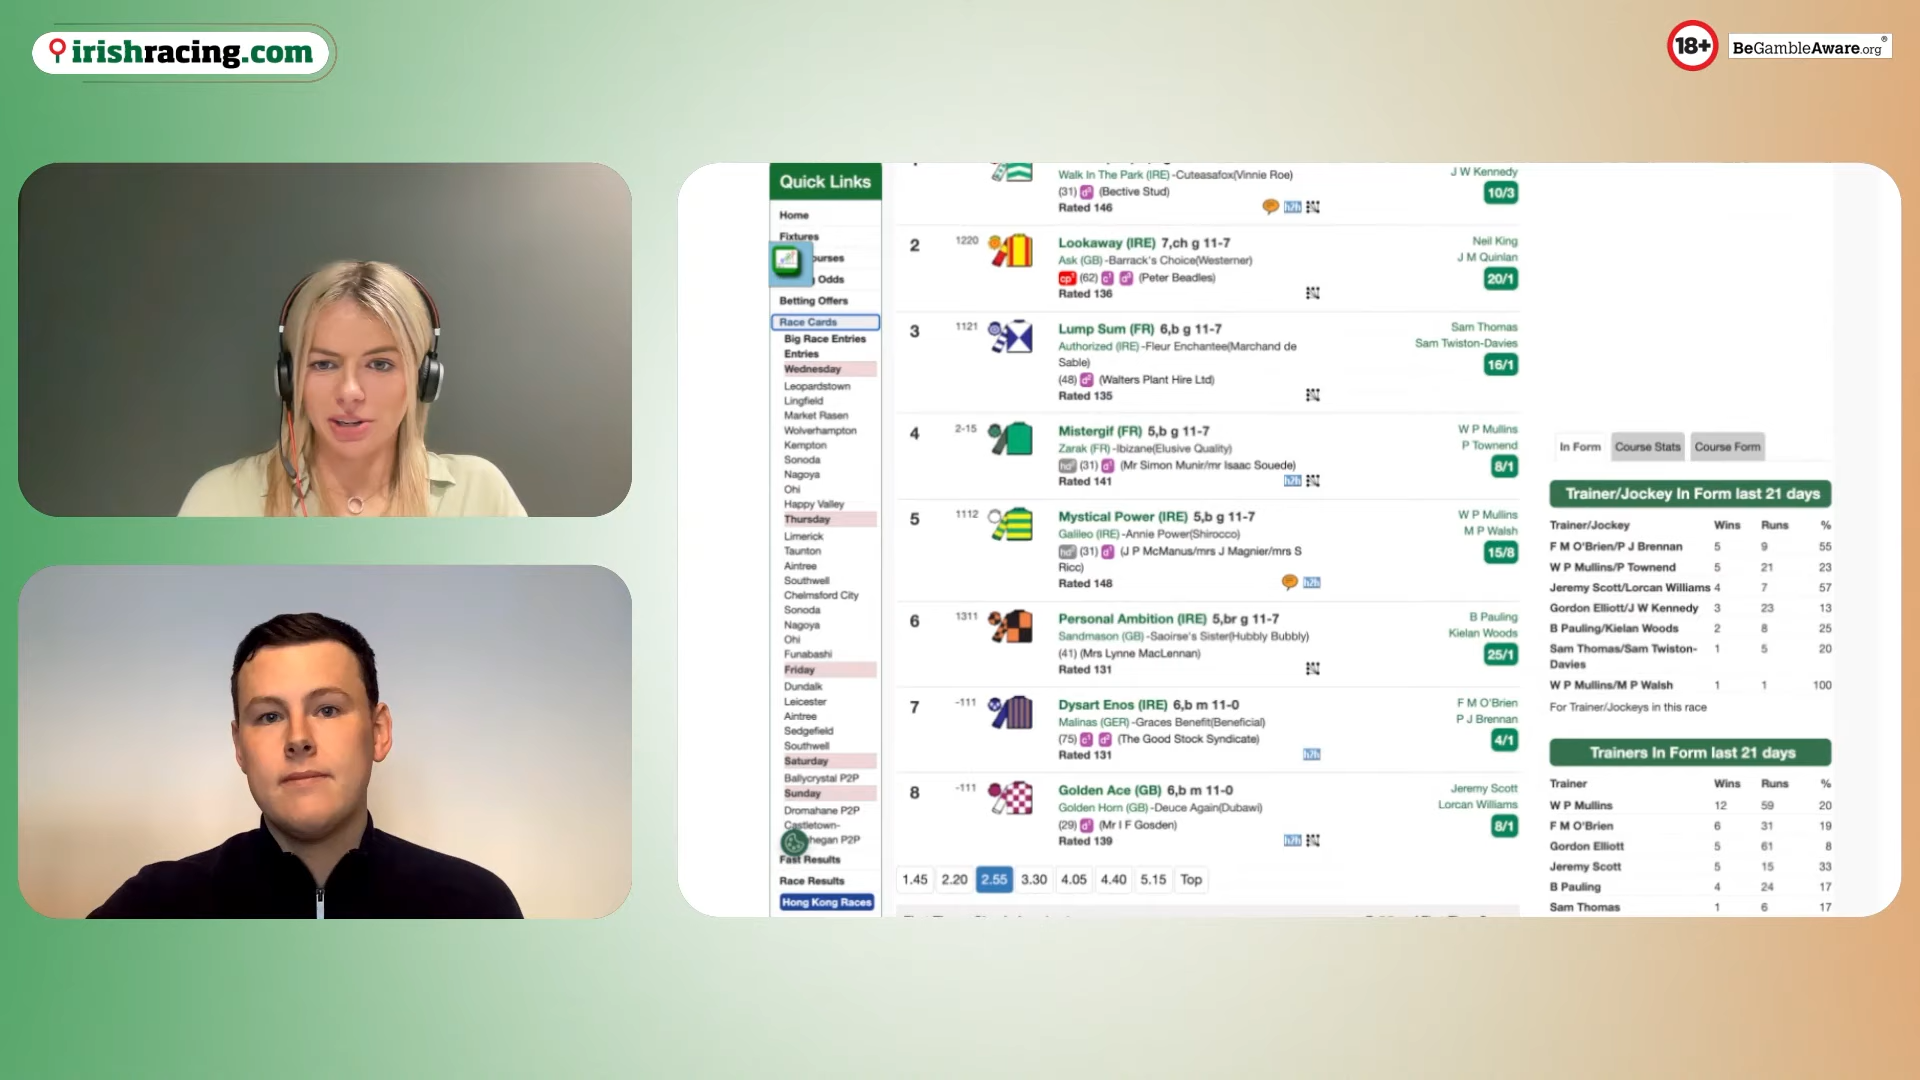 irishracing.com
18+
BeGambleAware.org®
Quick Links
Home
Fixtures
ourses
Odds
Betting Offers
Race Cards
Big Race Entries
Entries
Wednesday
Leopardstown
Lingfield
Market Rasen
Wolverhampton
Kempton
Sonoda
Nagoya
Ohi
Happy Valley
Thursday
Limerick
Taunton
Aintree
Southwell
Chelmsford City
Sonoda
Nagoya
Ohi
Funabashi
Friday
Dundalk
Leicester
Aintree
Sedgefield
Southwell
Saturday
Ballycrystal P2P
Sunday
Dromahane P2P
Castletown-
hegan P2P
Fast Results
Race Results
Hong Kong Races
Walk In The Park (IRE) -Cuteasafox(Vinnie Roe)
(31) d (Bective Stud)
Rated 146
h2h
J W Kennedy
10/3
2 1220 Lookaway (IRE) 7,ch g 11-7
Ask (GB) -Barrack's Choice(Westerner)
cp¹ (62) c d (Peter Beadles)
Rated 136
Neil King
J M Quinlan
20/1
3 1121 Lump Sum (FR) 6,b g 11-7
Authorized (IRE) -Fleur Enchantee(Marchand de
Sable)
(48) d (Walters Plant Hire Ltd)
Rated 135
Sam Thomas
Sam Twiston-Davies
16/1
4 2-15 Mistergif (FR) 5,b g 11-7
Zarak (FR) -Ibizane(Elusive Quality)
hd (31) d (Mr Simon Munir/mr Isaac Souede)
Rated 141
h2h
W P Mullins
P Townend
8/1
5 1112 Mystical Power (IRE) 5,b g 11-7
Galileo (IRE) -Annie Power(Shirocco)
hd (31) d (J P McManus/mrs J Magnier/mrs S
Ricc)
Rated 148
h2h
W P Mullins
M P Walsh
15/8
6 1311 Personal Ambition (IRE) 5,br g 11-7
Sandmason (GB) -Saoirse's Sister(Hubbly Bubbly)
(41) (Mrs Lynne MacLennan)
Rated 131
B Pauling
Kielan Woods
25/1
7 -111 Dysart Enos (IRE) 6,b m 11-0
Malinas (GER) -Graces Benefit(Beneficial)
(75) c d (The Good Stock Syndicate)
Rated 131
h2h
F M O'Brien
P J Brennan
4/1
8 -111 Golden Ace (GB) 6,b m 11-0
Golden Horn (GB) -Deuce Again(Dubawi)
(29) d (Mr I F Gosden)
Rated 139
h2h
Jeremy Scott
Lorcan Williams
8/1
1.45 2.20 2.55 3.30 4.05 4.40 5.15 Top
In Form Course Stats Course Form
Trainer/Jockey In Form last 21 days
Trainer/Jockey Wins Runs %
F M O'Brien/P J Brennan 5 9 55
W P Mullins/P Townend 5 21 23
Jeremy Scott/Lorcan Williams 4 7 57
Gordon Elliott/J W Kennedy 3 23 13
B Pauling/Kielan Woods 2 8 25
Sam Thomas/Sam Twiston- 1 5 20
Davies
W P Mullins/M P Walsh 1 1 100
For Trainer/Jockeys in this race
Trainers In Form last 21 days
Trainer Wins Runs %
W P Mullins 12 59 20
F M O'Brien 6 31 19
Gordon Elliott 5 61 8
Jeremy Scott 5 15 33
B Pauling 4 24 17
Sam Thomas 1 6 17